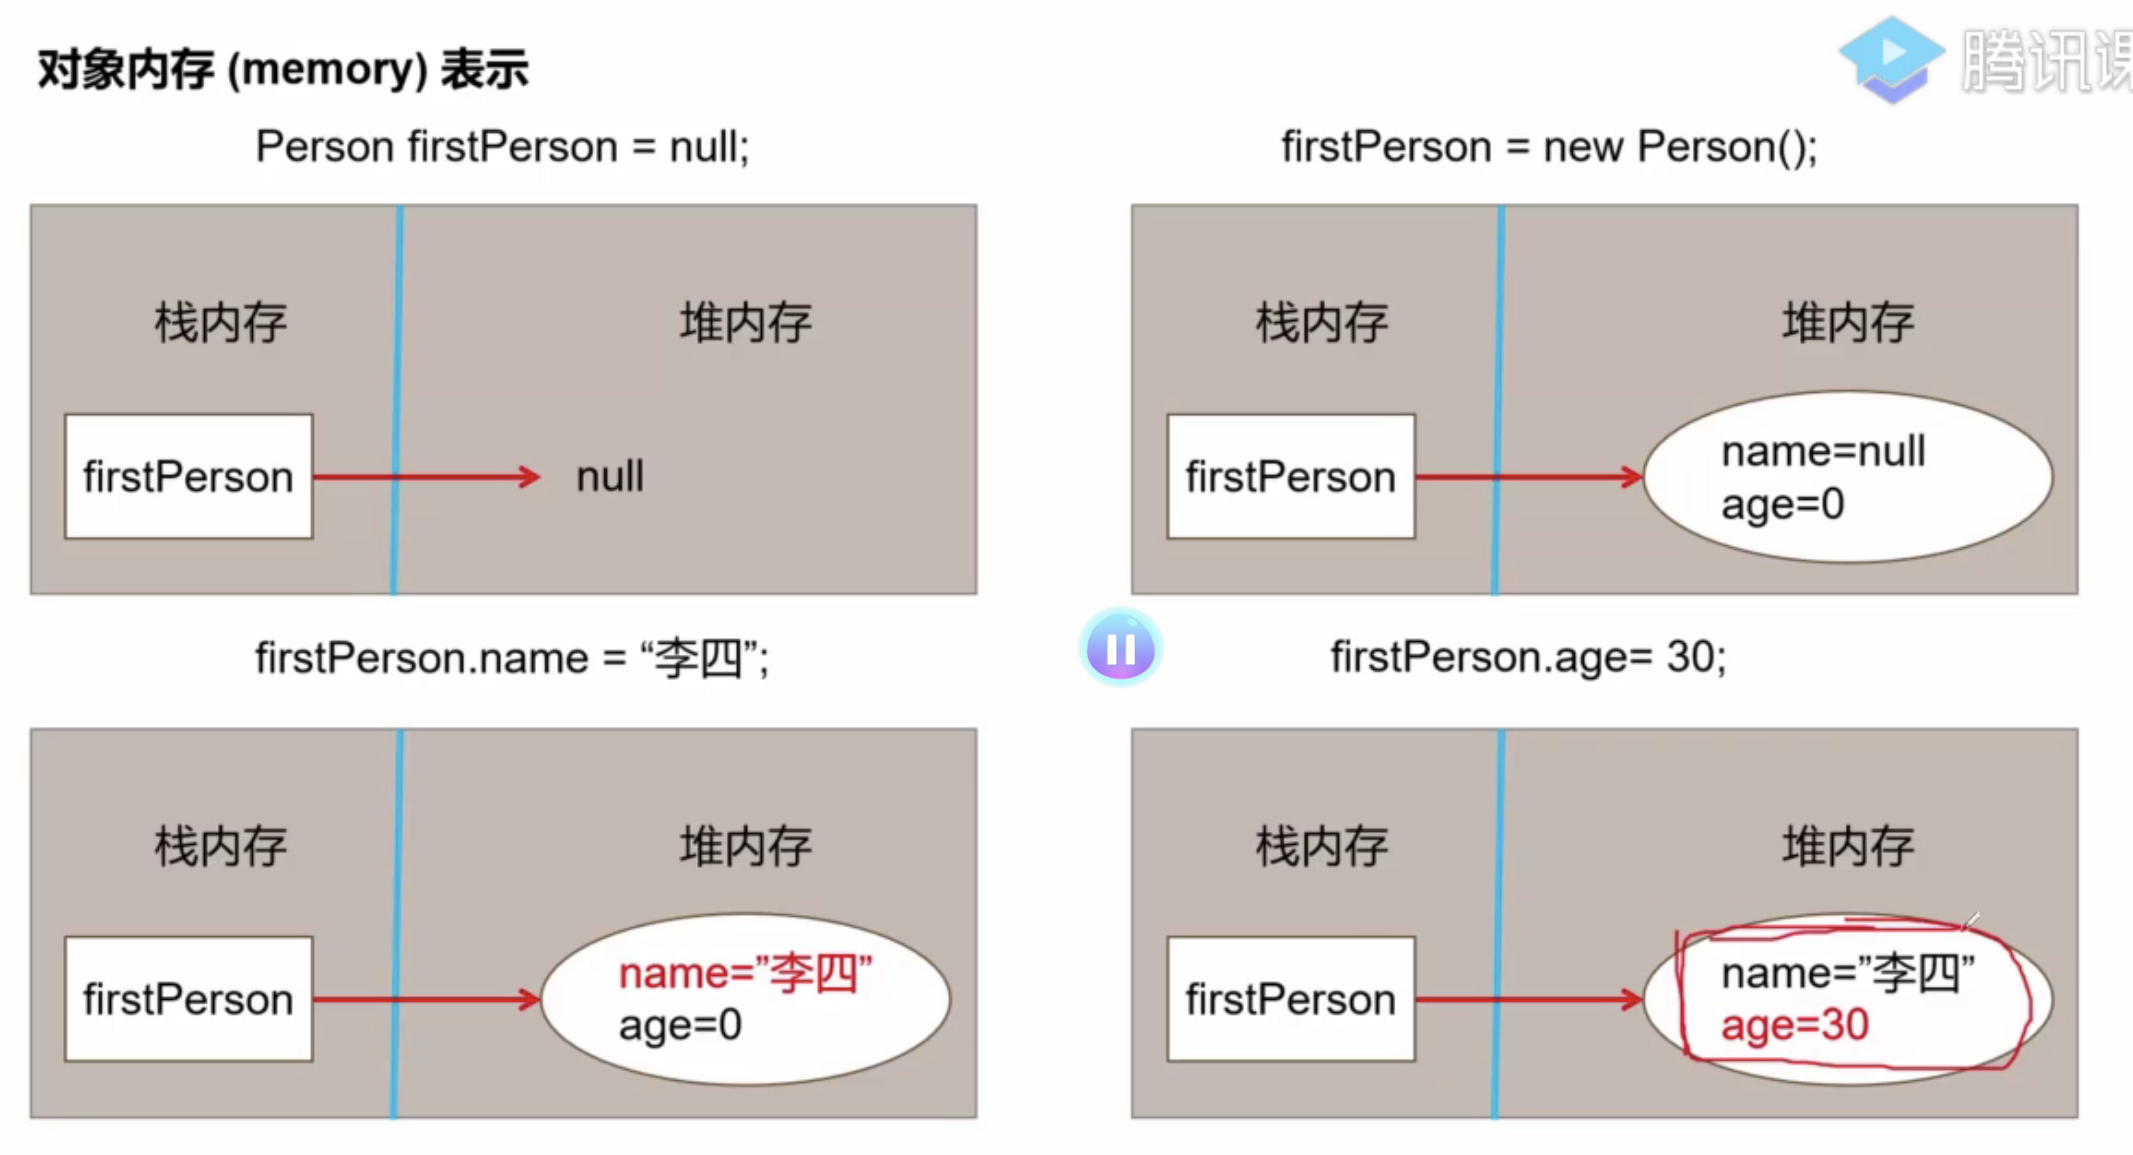 对象内存 (memory) 表示
腾讯课
Person firstPerson = null;
栈内存
堆内存
firstPerson
null
firstPerson = new Person();
栈内存
堆内存
firstPerson
name=null
age=0
firstPerson.name = “李四”;
栈内存
堆内存
firstPerson
name=”李四”
age=0
firstPerson.age= 30;
栈内存
堆内存
firstPerson
name=”李四”
age=30